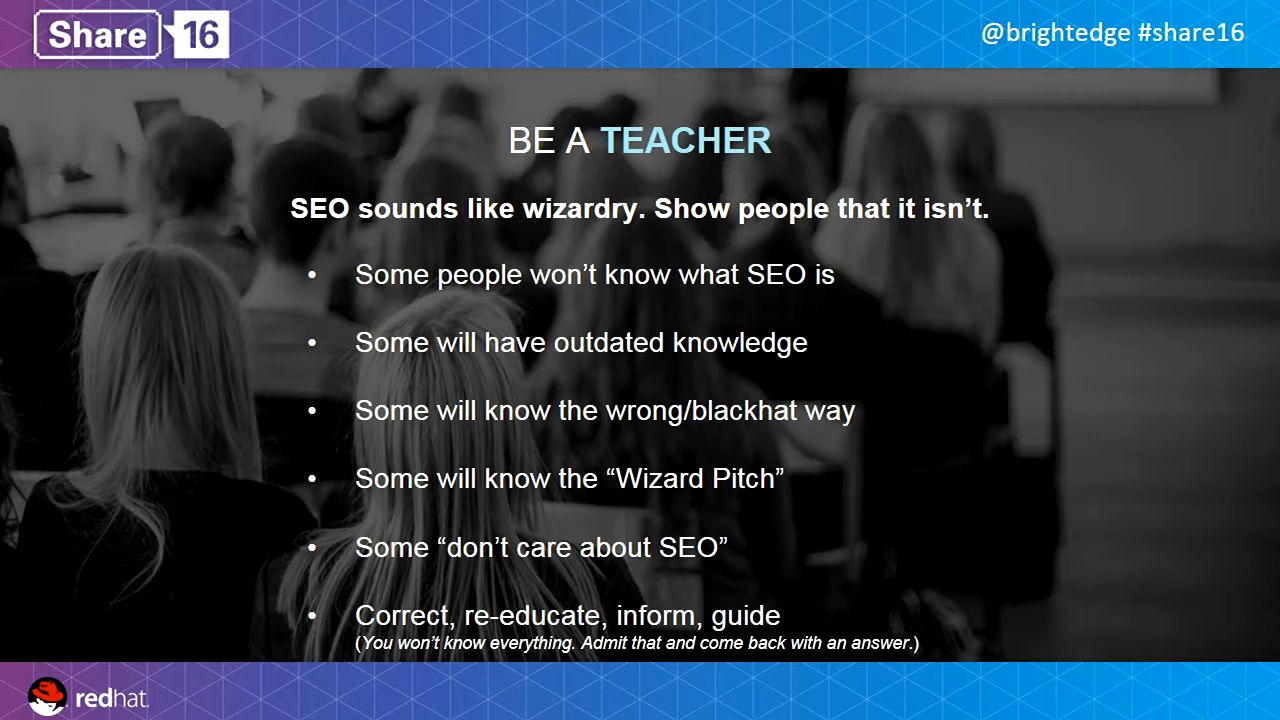 Share 16
@brightedge #share16
BE A TEACHER
SEO sounds like wizardry. Show people that it isn’t.
• Some people won’t know what SEO is
• Some will have outdated knowledge
• Some will know the wrong/blackhat way
• Some will know the “Wizard Pitch”
• Some “don’t care about SEO”
• Correct, re-educate, inform, guide
(You won’t know everything. Admit that and come back with an answer.)
redhat.